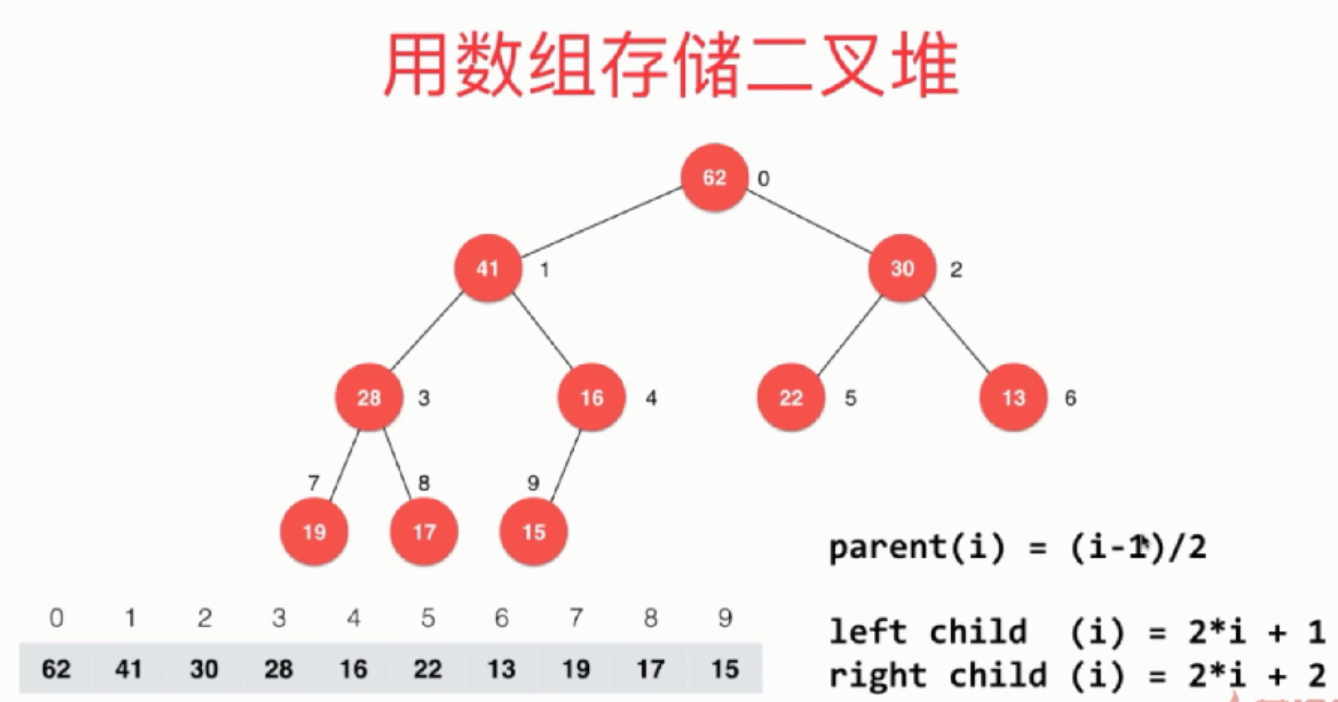 用数组存储二叉堆
62 0
41 1 30 2
28 3 16 4 22 5 13 6
7 8 9
19 17 15
parent(i) = (i-1)/2
0 1 2 3 4 5 6 7 8 9
62 41 30 28 16 22 13 19 17 15
left child (i) = 2*i + 1
right child (i) = 2*i + 2